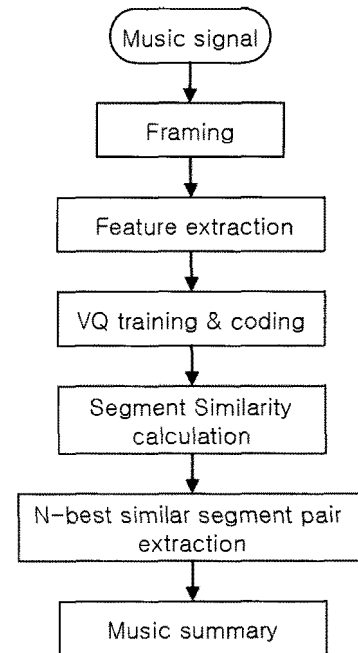 Music signal
Framing
Feature extraction
VQ training & coding
Segment Similarity
calculation
N-best similar segment pair
extraction
Music summary